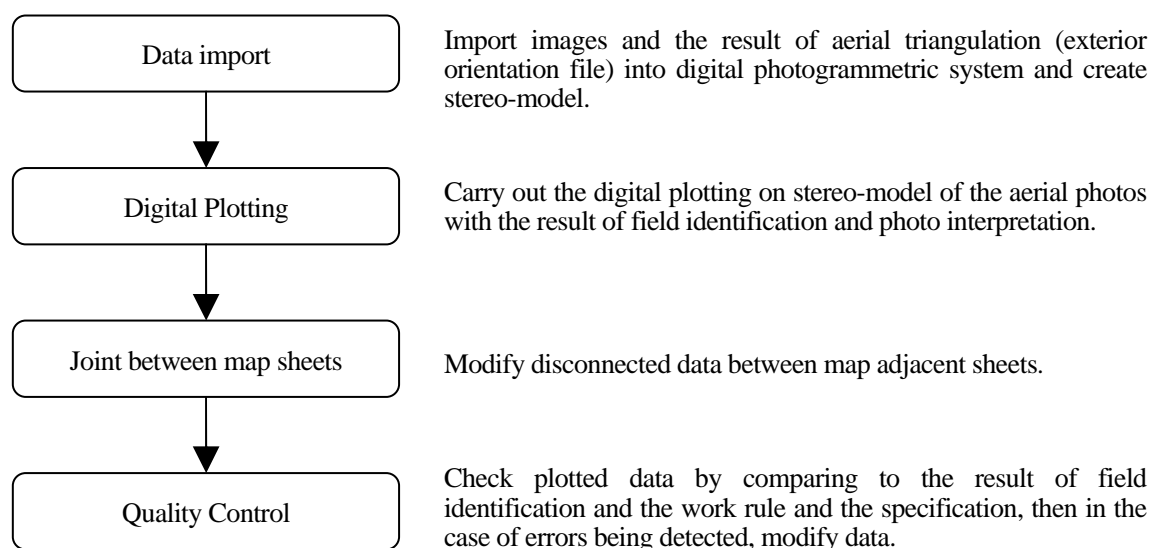 Data import
Import images and the result of aerial triangulation (exterior
orientation file) into digital photogrammetric system and create
stereo-model.
Digital Plotting
Carry out the digital plotting on stereo-model of the aerial photos
with the result of field identification and photo interpretation.
Joint between map sheets
Modify disconnected data between map adjacent sheets.
Quality Control
Check plotted data by comparing to the result of field
identification and the work rule and the specification, then in the
case of errors being detected, modify data.